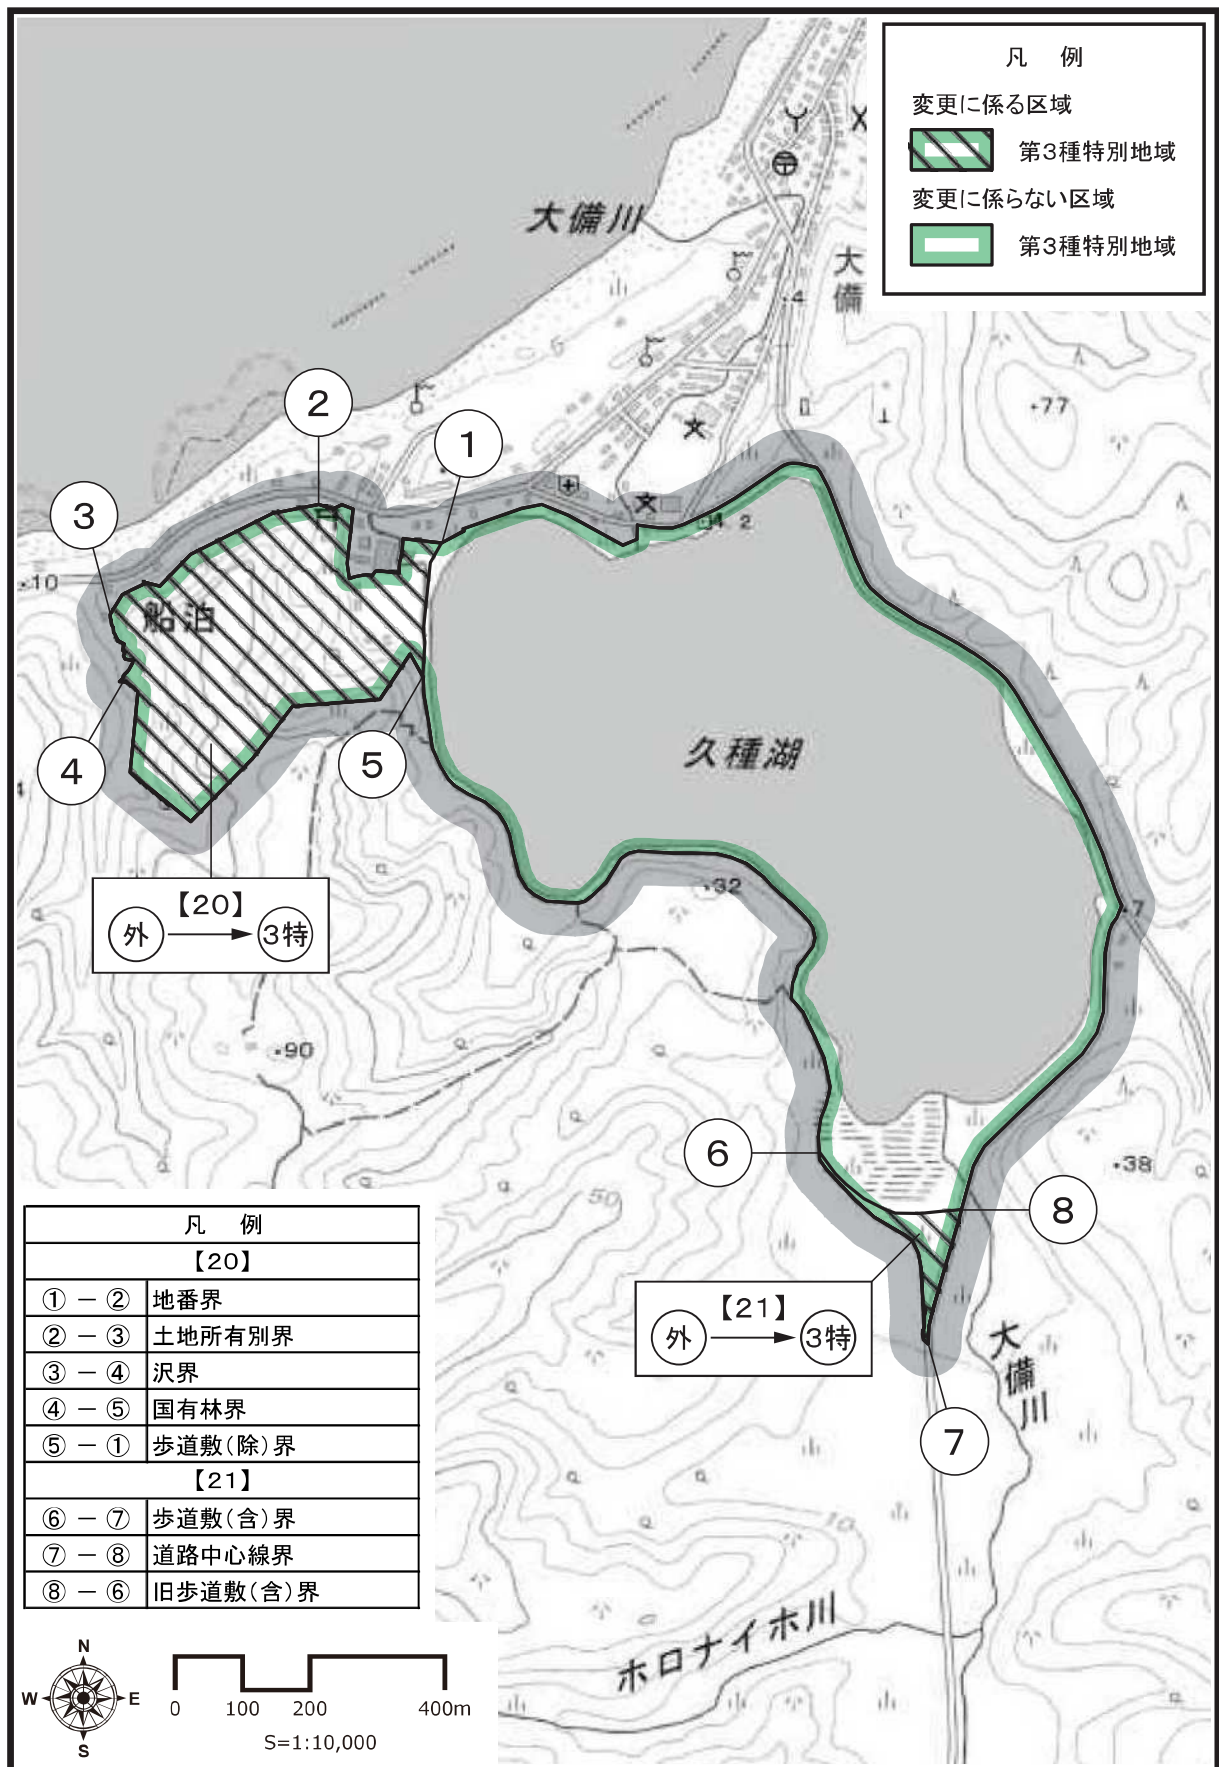 凡 例
変更に係る区域
第3種特別地域
変更に係らない区域
第3種特別地域
大備川
大備
4
77
2
1
3
10
船泊
2
久種湖
4
5
32
7
【20】
外 → 3特
90
6
38
50
8
【21】
外 → 3特
大備川
7
10
ホロナイホ川
凡 例
【20】
① － ② 地番界
② － ③ 土地所有別界
③ － ④ 沢界
④ － ⑤ 国有林界
⑤ － ① 歩道敷(除)界
【21】
⑥ － ⑦ 歩道敷(含)界
⑦ － ⑧ 道路中心線界
⑧ － ⑥ 旧歩道敷(含)界
N
W E
S
0 100 200 400m
S=1:10,000